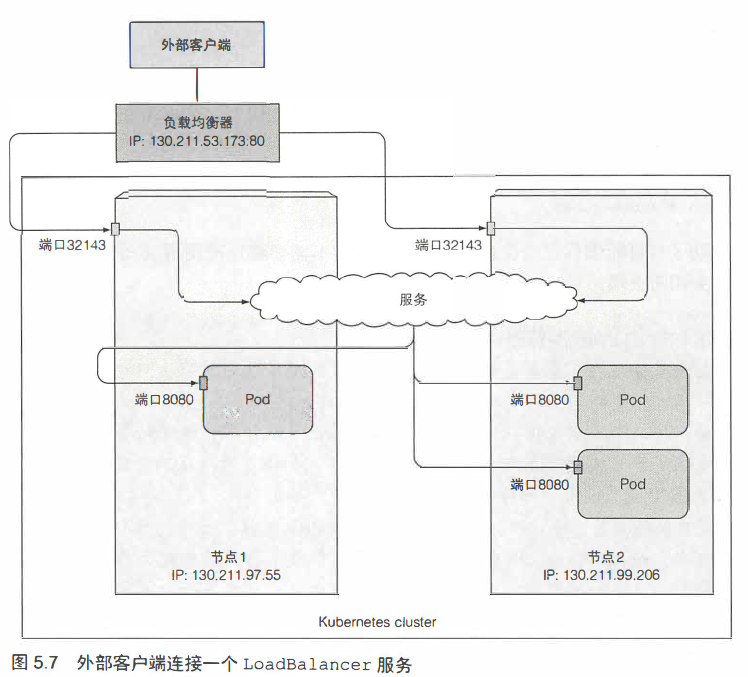 外部客户端
负载均衡器
IP: 130.211.53.173:80
端口32143
端口32143
服务
端口8080
Pod
端口8080
Pod
端口8080
Pod
节点1
IP: 130.211.97.55
节点2
IP: 130.211.99.206
Kubernetes cluster
图 5.7 外部客户端连接一个 LoadBalancer 服务